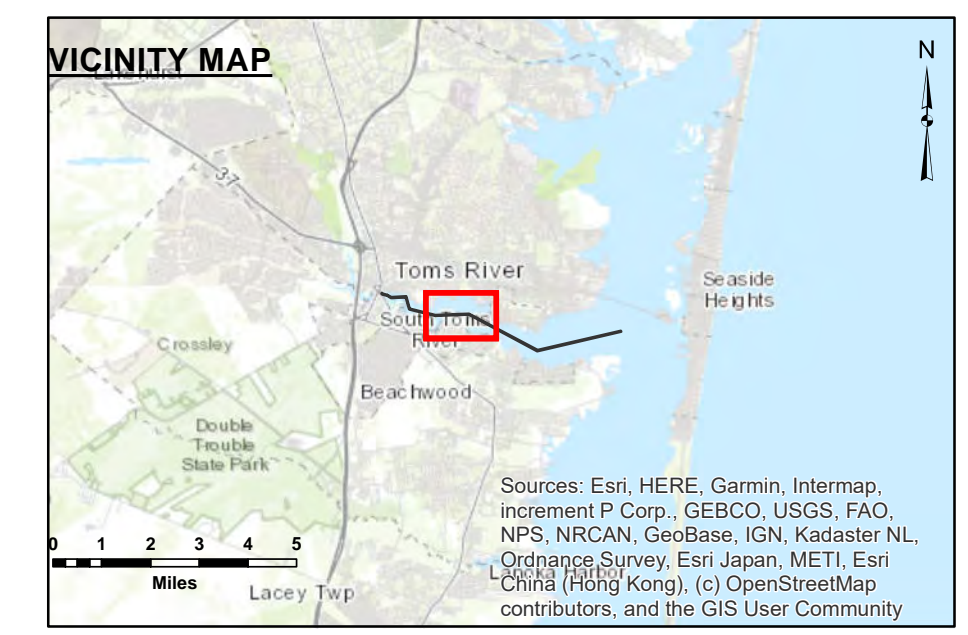 VICINITY MAP
N
Lakehurst
37
Toms River
Seaside
Heights
South Toms
River
Crossley
Beachwood
Double
Trouble
State Park
Sources: Esri, HERE, Garmin, Intermap,
increment P Corp., GEBCO, USGS, FAO,
NPS, NRCAN, GeoBase, IGN, Kadaster NL,
Ordnance Survey, Esri Japan, METI, Esri
China (Hong Kong), (c) OpenStreetMap
contributors, and the GIS User Community
0 1 2 3 4 5
Miles
Lanoka Harbor
Lacey Twp